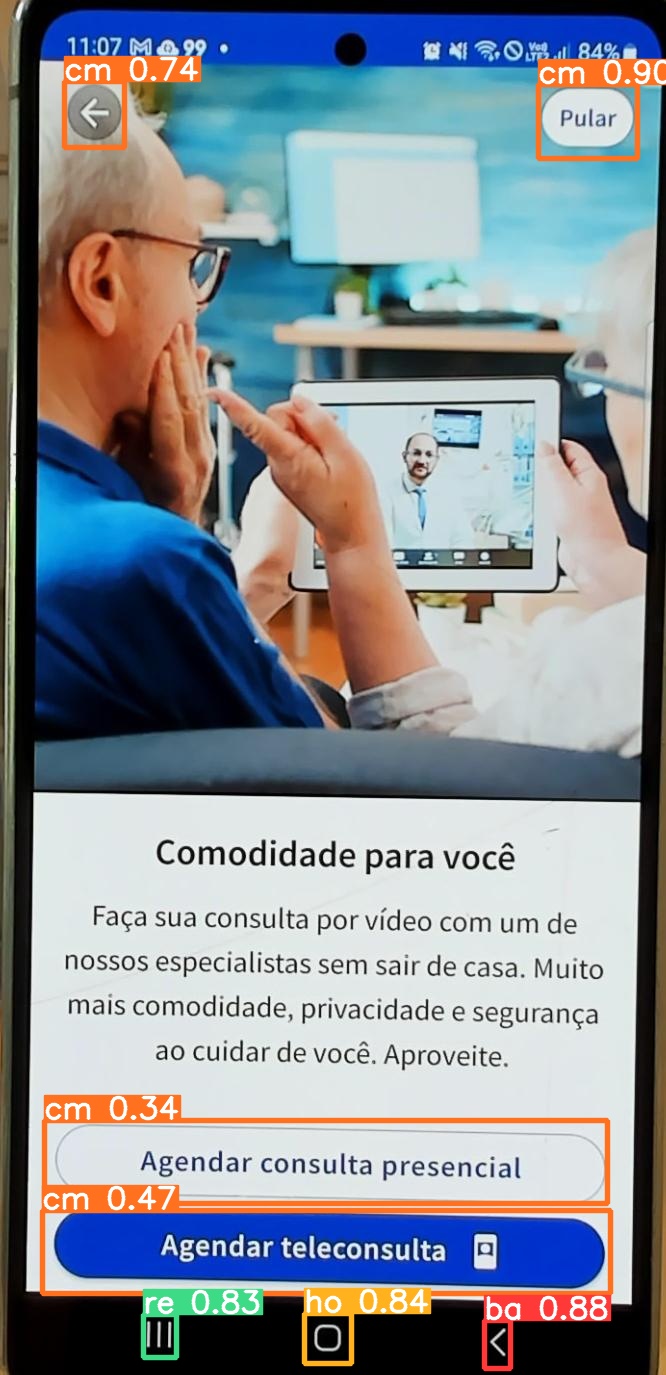 11:07 99 84%
cm 0.74
cm 0.90
Pular
Comodidade para você
Faça sua consulta por vídeo com um de
nossos especialistas sem sair de casa. Muito
mais comodidade, privacidade e segurança
ao cuidar de você. Aproveite.
cm 0.34
Agendar consulta presencial
cm 0.47
Agendar teleconsulta
re 0.83 ho 0.84 ba 0.88